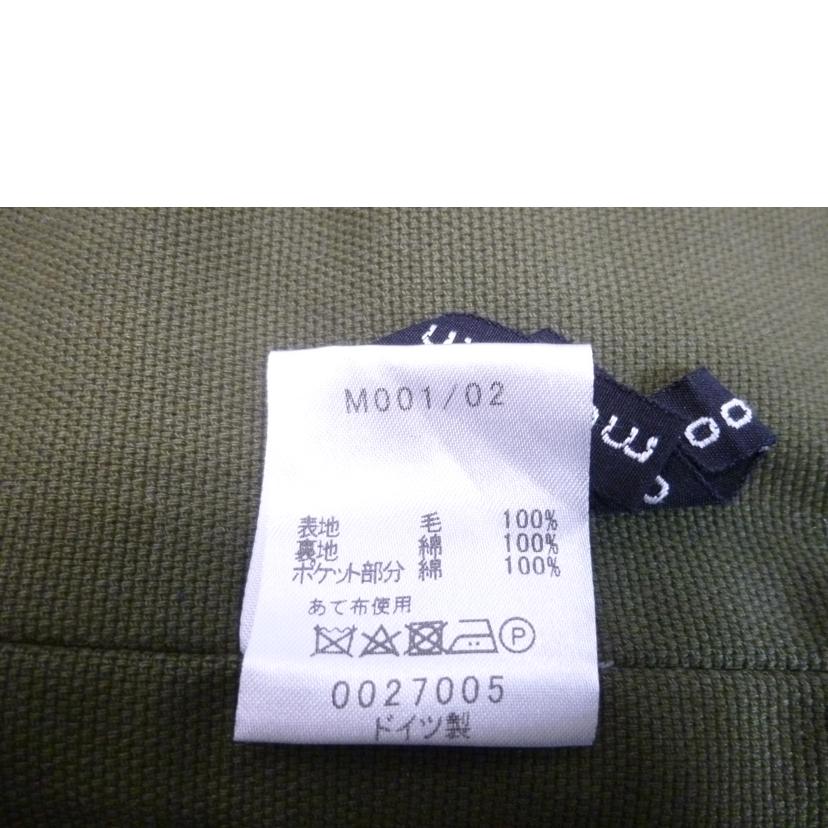 M001/02
表地 毛 100%
裏地 綿 100%
ポケット部分 綿 100%
あて布使用
P
0027005
ドイツ製